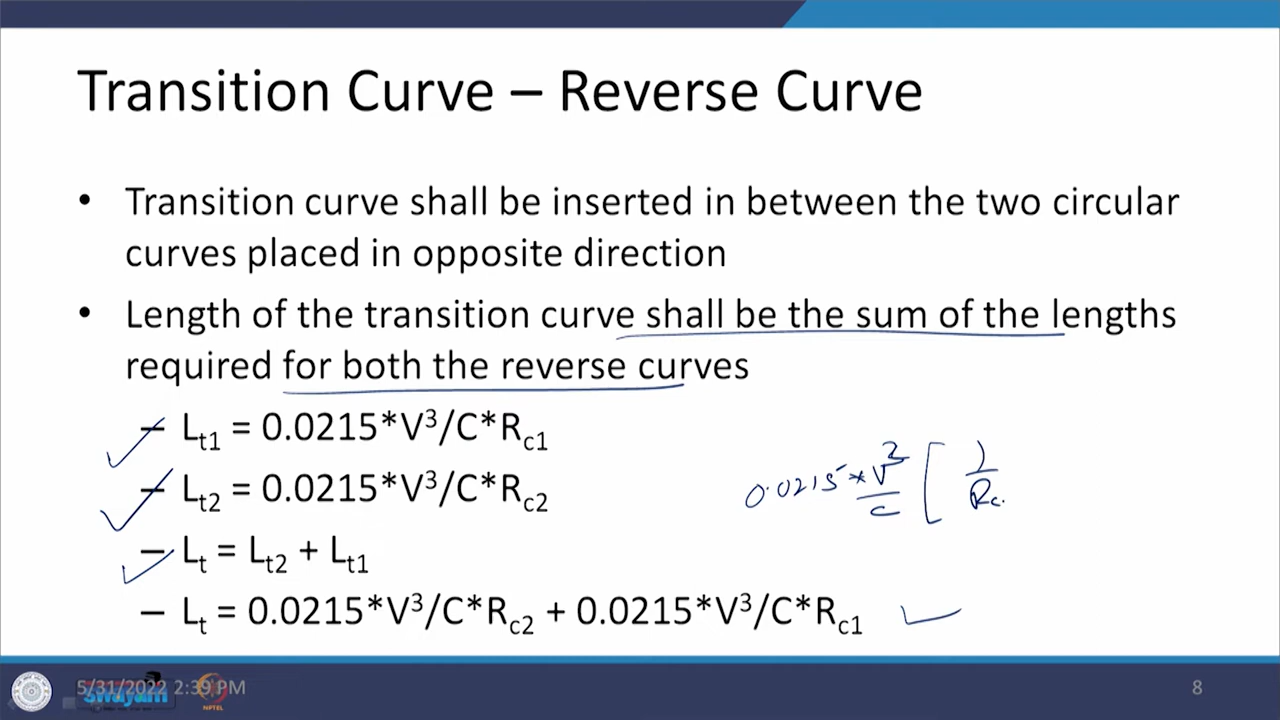 Transition Curve – Reverse Curve
• Transition curve shall be inserted in between the two circular
curves placed in opposite direction
• Length of the transition curve shall be the sum of the lengths
required for both the reverse curves
– Lt1 = 0.0215*V³/C*Rc1
– Lt2 = 0.0215*V³/C*Rc2
0.0215*V³/C [ 1/Rc
– Lt = Lt2 + Lt1
– Lt = 0.0215*V³/C*Rc2 + 0.0215*V³/C*Rc1
5/31/2022 2:39 PM
swayam
NPTEL
8